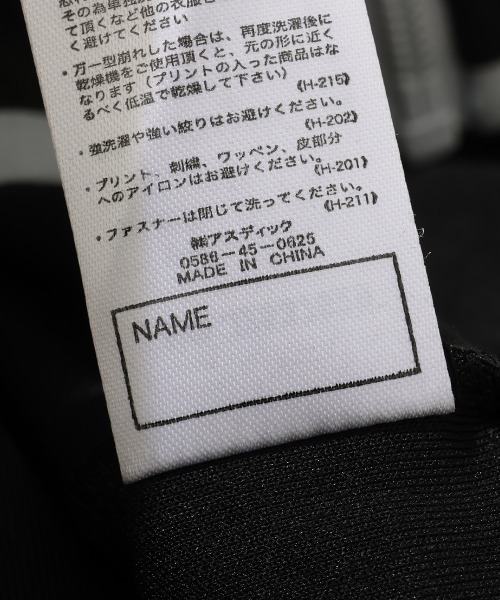 その為単独洗
て頂くなど他の衣服と
く避けてください
・万一型崩れした場合は、再度洗濯後に
乾燥機をご使用頂くと、元の形に近く
なります（プリントの入った商品はな
るべく低温で乾燥して下さい）
《H-215》
・強洗濯や強い絞りはお避けください。
《H-202》
・プリント、刺繍、ワッペン、皮部分
へのアイロンはお避けください。
《H-201》
・ファスナーは閉じて洗ってください。
《H-211》
㈱アスディック
0586-45-0625
MADE IN CHINA
NAME